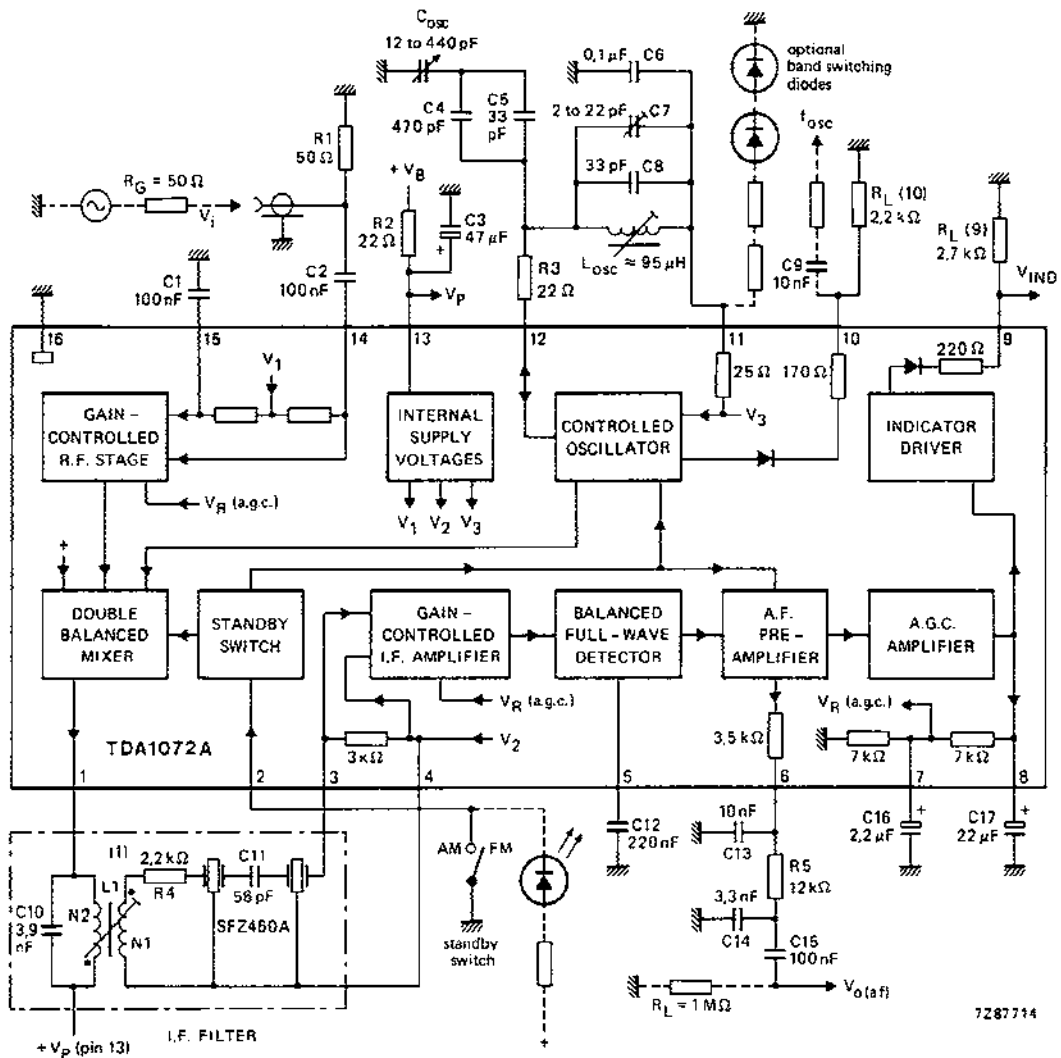 C_osc
12 to 440 pF
C4
470 pF
C5
33
pF
0,1 µF C6
2 to 22 pF C7
33 pF C8
L_osc ≈ 95 µH
optional
band switching
diodes
f_osc
R1
50 Ω
R_G = 50 Ω
V_i
+ V_B
R2
22 Ω
C3
47 µF
V_P
R3
22 Ω
C9
10 nF
R_L (10)
2,2 kΩ
R_L (9)
2,7 kΩ
V_IND
C1
100 nF
C2
100 nF
16 15 14 13 12 11 10 9
V_1
25 Ω
170 Ω
220 Ω
GAIN –
CONTROLLED
R.F. STAGE
INTERNAL
SUPPLY
VOLTAGES
CONTROLLED
OSCILLATOR
V_3
INDICATOR
DRIVER
V_R (a.g.c.)
V_1 V_2 V_3
+
DOUBLE
BALANCED
MIXER
STANDBY
SWITCH
GAIN –
CONTROLLED
I.F. AMPLIFIER
BALANCED
FULL-WAVE
DETECTOR
A.F.
PRE-
AMPLIFIER
A.G.C.
AMPLIFIER
V_R (a.g.c.)
V_R (a.g.c.)
TDA1072A
3 kΩ
V_2
3,5 kΩ
7 kΩ
7 kΩ
1 2 3 4 5 6 7 8
C12
220 nF
10 nF
C13
C16
2,2 µF
+
C17
22 µF
+
(1)
L1
2,2 kΩ
R4
C11
56 pF
SFZ460A
C10
3,9
nF
N2
N1
AM FM
standby
switch
+
R5
12 kΩ
3,3 nF
C14
C15
100 nF
R_L = 1 MΩ
V_o(af)
+ V_P (pin 13)
I.F. FILTER
7Z87714